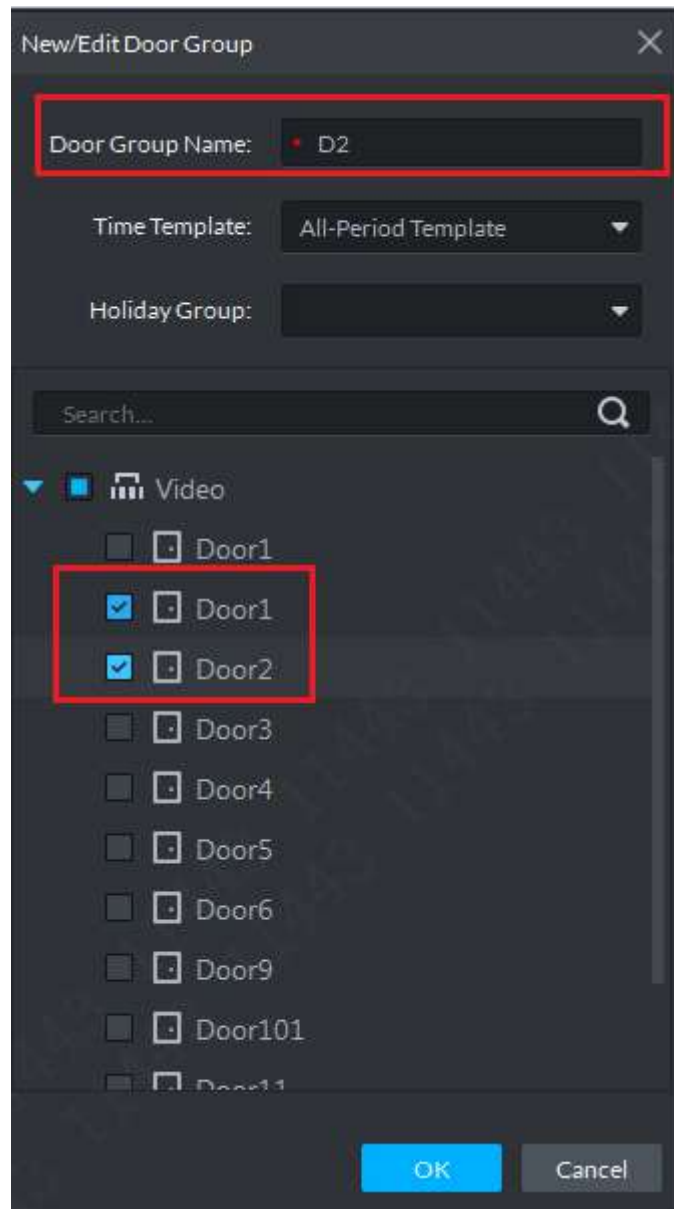 New/Edit Door Group
Door Group Name: * D2
Time Template: All-Period Template
Holiday Group:
Search...
Video
Door1
Door1
Door2
Door3
Door4
Door5
Door6
Door9
Door101
Door11
OK Cancel